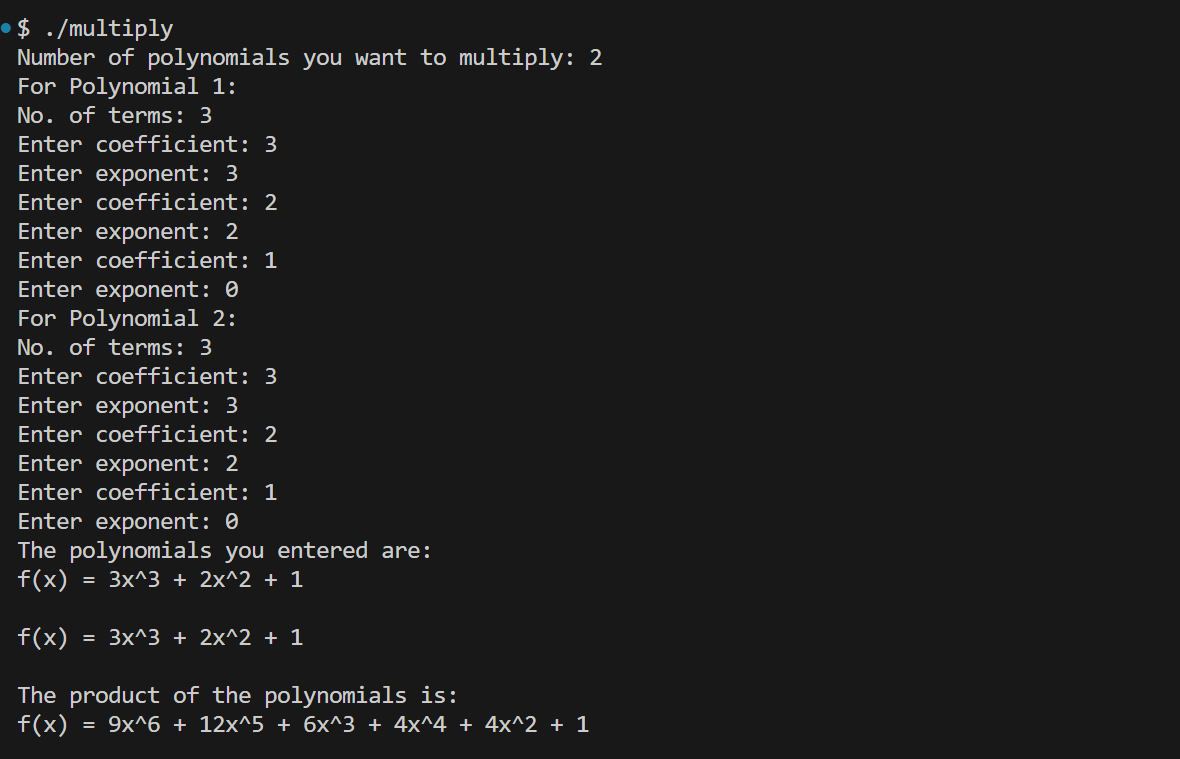 $ ./multiply
Number of polynomials you want to multiply: 2
For Polynomial 1:
No. of terms: 3
Enter coefficient: 3
Enter exponent: 3
Enter coefficient: 2
Enter exponent: 2
Enter coefficient: 1
Enter exponent: 0
For Polynomial 2:
No. of terms: 3
Enter coefficient: 3
Enter exponent: 3
Enter coefficient: 2
Enter exponent: 2
Enter coefficient: 1
Enter exponent: 0
The polynomials you entered are:
f(x) = 3x^3 + 2x^2 + 1
f(x) = 3x^3 + 2x^2 + 1
The product of the polynomials is:
f(x) = 9x^6 + 12x^5 + 6x^3 + 4x^4 + 4x^2 + 1